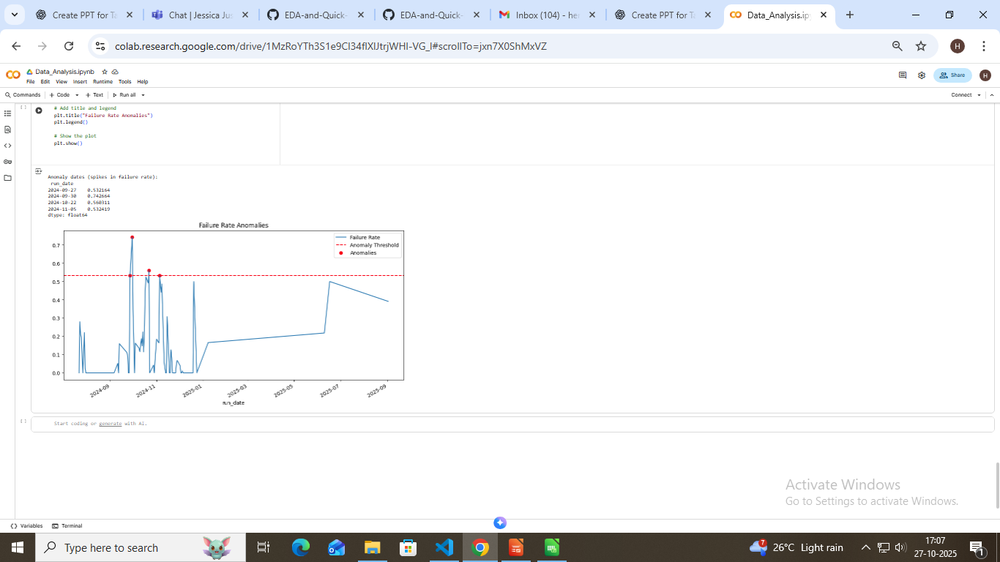 Create PPT for Ta
Chat | Jessica Jus
EDA-and-Quick-
EDA-and-Quick-
Inbox (104) - he
Create PPT for Ta
Data_Analysis.ip
colab.research.google.com/drive/1MzRoYTh3S1e9CI34flXlJtrjWHI-VG_l#scrollTo=jxn7X0ShMxVZ
H
Data_Analysis.ipynb
File Edit View Insert Runtime Tools Help
Share
H
Commands + Code + Text Run all
Connect
[ ]
# Add title and legend
plt.title("Failure Rate Anomalies")
plt.legend()
# Show the plot
plt.show()
Anomaly dates (spikes in failure rate):
run_date
2024-09-27 0.532164
2024-09-30 0.742664
2024-10-22 0.560311
2024-11-05 0.532419
dtype: float64
Failure Rate Anomalies
Failure Rate
Anomaly Threshold
Anomalies
0.7
0.6
0.5
0.4
0.3
0.2
0.1
0.0
2024-09 2024-11 2025-01 2025-03 2025-05 2025-07 2025-09
run_date
[ ]
Start coding or generate with AI.
Activate Windows
Go to Settings to activate Windows.
Variables Terminal
Type here to search
7
26°C Light rain
17:07
27-10-2025
1